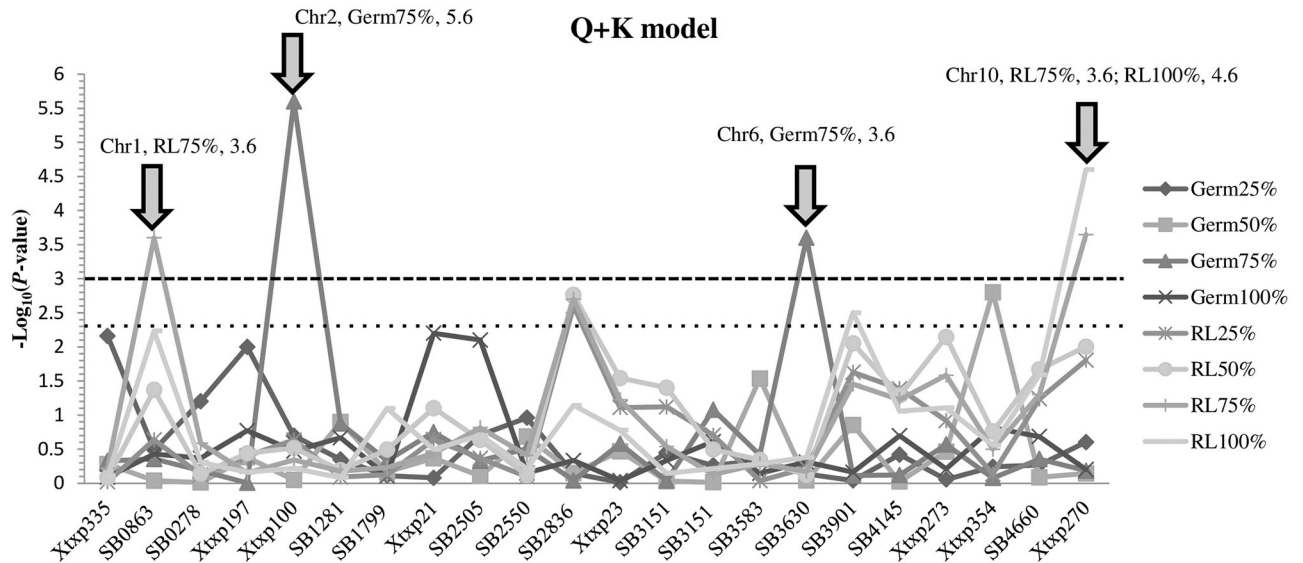 Chr2, Germ75%, 5.6
Q+K model
Chr10, RL75%, 3.6; RL100%, 4.6
Chr1, RL75%, 3.6
Chr6, Germ75%, 3.6
-Log10(P-value)
6
5.5
5
4.5
4
3.5
3
2.5
2
1.5
1
0.5
0
Xtxp335
SB0863
SB0278
Xtxp197
Xtxp100
SB1281
SB1799
Xtxp21
SB2505
SB2550
SB2836
Xtxp23
SB3151
SB3151
SB3583
SB3630
SB3901
SB4145
Xtxp273
Xtxp354
SB4660
Xtxp270
Germ25%
Germ50%
Germ75%
Germ100%
RL25%
RL50%
RL75%
RL100%